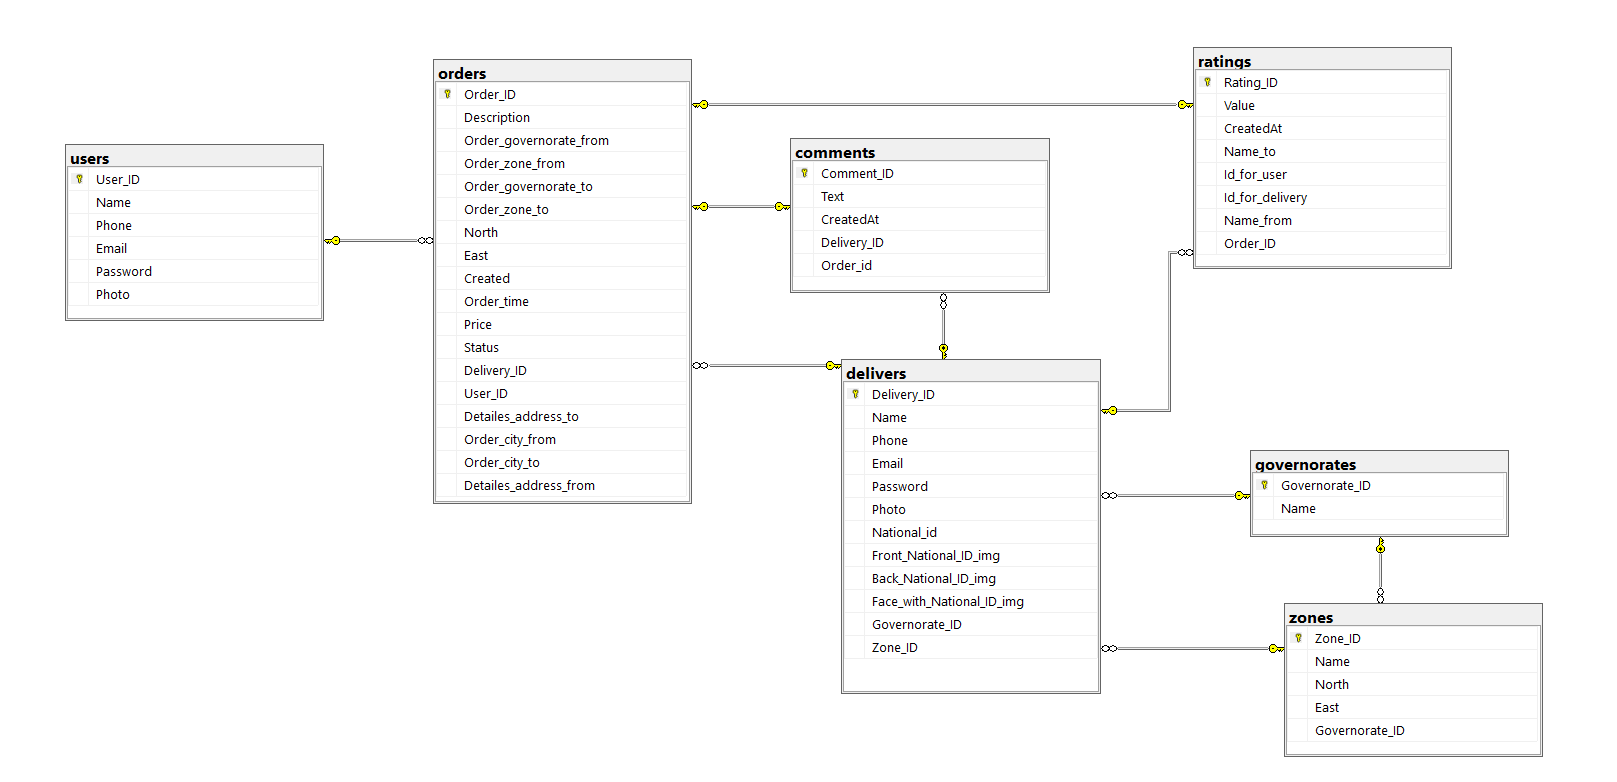 users
User_ID
Name
Phone
Email
Password
Photo
orders
Order_ID
Description
Order_governorate_from
Order_zone_from
Order_governorate_to
Order_zone_to
North
East
Created
Order_time
Price
Status
Delivery_ID
User_ID
Detailes_address_to
Order_city_from
Order_city_to
Detailes_address_from
comments
Comment_ID
Text
CreatedAt
Delivery_ID
Order_id
delivers
Delivery_ID
Name
Phone
Email
Password
Photo
National_id
Front_National_ID_img
Back_National_ID_img
Face_with_National_ID_img
Governorate_ID
Zone_ID
ratings
Rating_ID
Value
CreatedAt
Name_to
Id_for_user
Id_for_delivery
Name_from
Order_ID
governorates
Governorate_ID
Name
zones
Zone_ID
Name
North
East
Governorate_ID